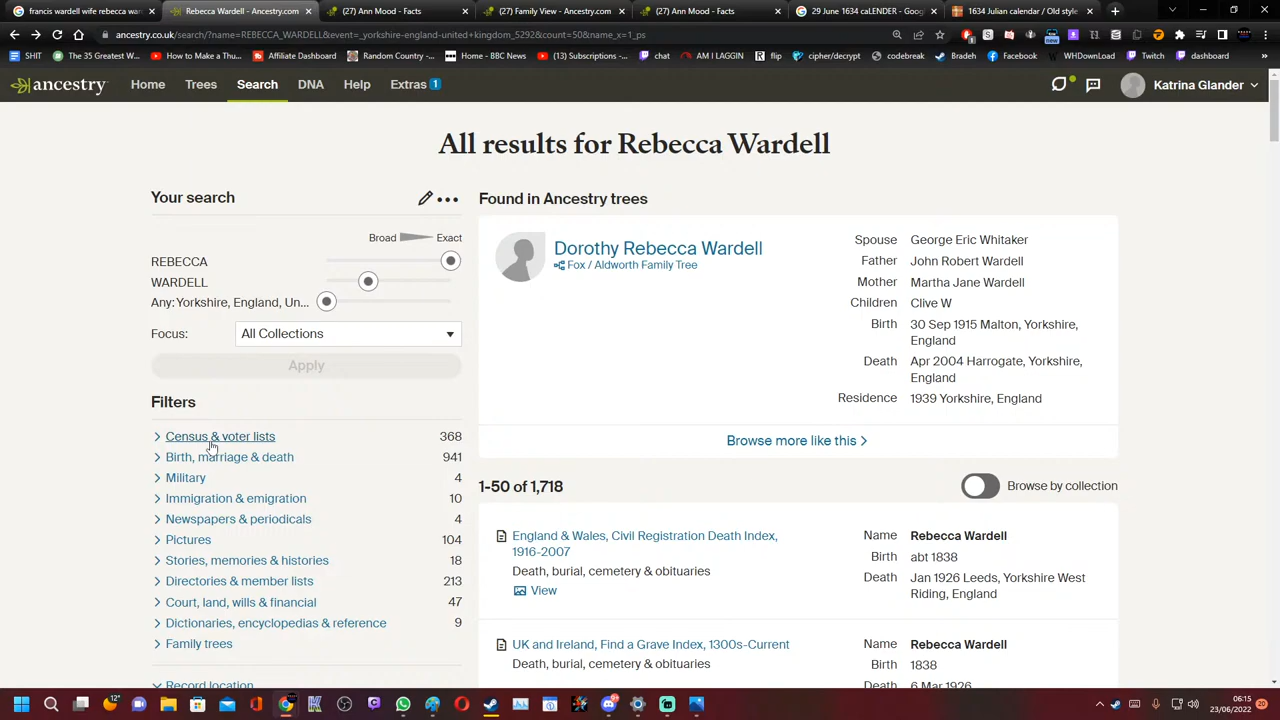 francis wardell wife rebecca ward
Rebecca Wardell - Ancestry.com
(27) Ann Mood - Facts
(27) Family View - Ancestry.com
(27) Ann Mood - Facts
29 June 1634 caLENDER - Goog
1634 Julian calendar / Old style
ancestry.co.uk/search/?name=REBECCA_WARDELL&event=_yorkshire-england-united+kingdom_5292&count=50&name_x=1_ps
SHIT
The 35 Greatest W...
How to Make a Thu...
Affiliate Dashboard
Random Country -...
Home - BBC News
(13) Subscriptions -...
chat
AM I LAGGIN
flip
cipher/decrypt
codebreak
Bradeh
Facebook
WHDownLoad
Twitch
dashboard
ancestry
Home
Trees
Search
DNA
Help
Extras 1
Katrina Glander
All results for Rebecca Wardell
Your search
Broad Exact
REBECCA
WARDELL
Any: Yorkshire, England, Un...
Focus: All Collections
Apply
Filters
Census & voter lists 368
Birth, marriage & death 941
Military 4
Immigration & emigration 10
Newspapers & periodicals 4
Pictures 104
Stories, memories & histories 18
Directories & member lists 213
Court, land, wills & financial 47
Dictionaries, encyclopedias & reference 9
Family trees
Record location
Found in Ancestry trees
Dorothy Rebecca Wardell
Fox / Aldworth Family Tree
Spouse George Eric Whitaker
Father John Robert Wardell
Mother Martha Jane Wardell
Children Clive W
Birth 30 Sep 1915 Malton, Yorkshire,
England
Death Apr 2004 Harrogate, Yorkshire,
England
Residence 1939 Yorkshire, England
Browse more like this >
1-50 of 1,718
Browse by collection
England & Wales, Civil Registration Death Index,
1916-2007
Death, burial, cemetery & obituaries
View
Name Rebecca Wardell
Birth abt 1838
Death Jan 1926 Leeds, Yorkshire West
Riding, England
UK and Ireland, Find a Grave Index, 1300s-Current
Death, burial, cemetery & obituaries
Name Rebecca Wardell
Birth 1838
Death 6 Mar 1926
06:15
23/06/2022